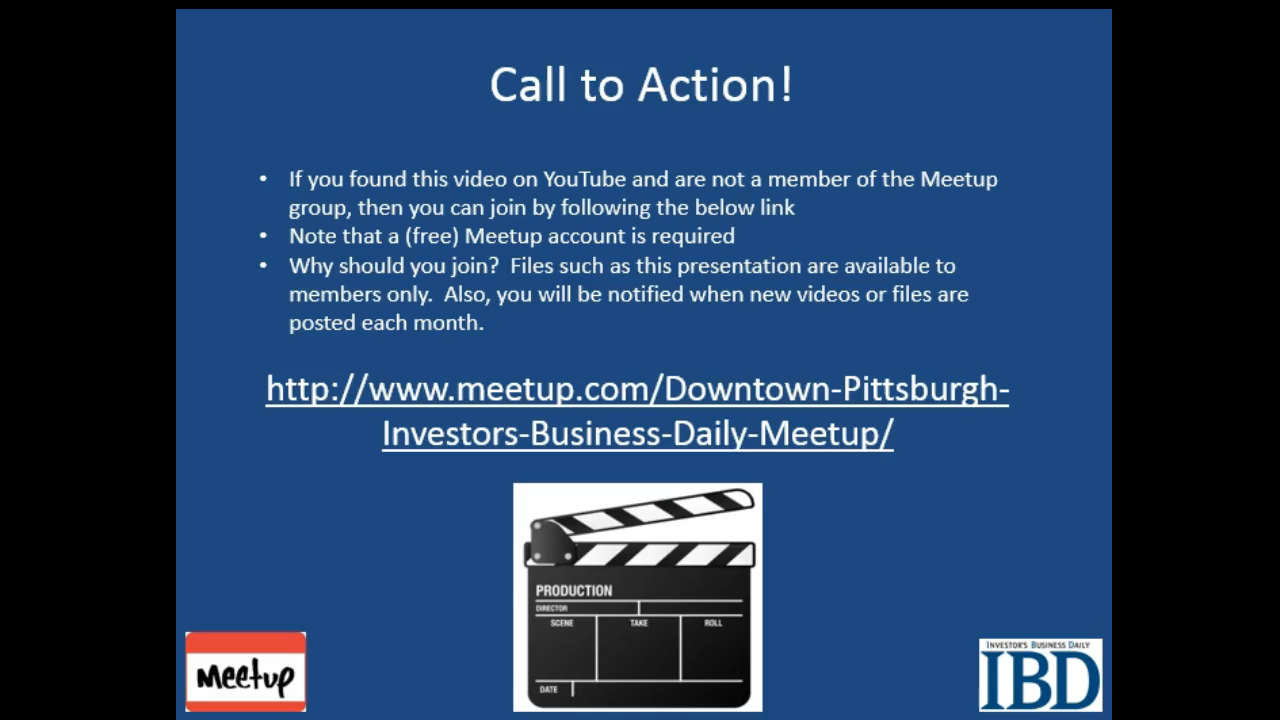 Call to Action!
• If you found this video on YouTube and are not a member of the Meetup
group, then you can join by following the below link
• Note that a (free) Meetup account is required
• Why should you join?  Files such as this presentation are available to
members only.  Also, you will be notified when new videos or files are
posted each month.
http://www.meetup.com/Downtown-Pittsburgh-
Investors-Business-Daily-Meetup/
PRODUCTION
DIRECTOR
SCENE TAKE ROLL
DATE
Meetup
INVESTOR'S BUSINESS DAILY
IBD